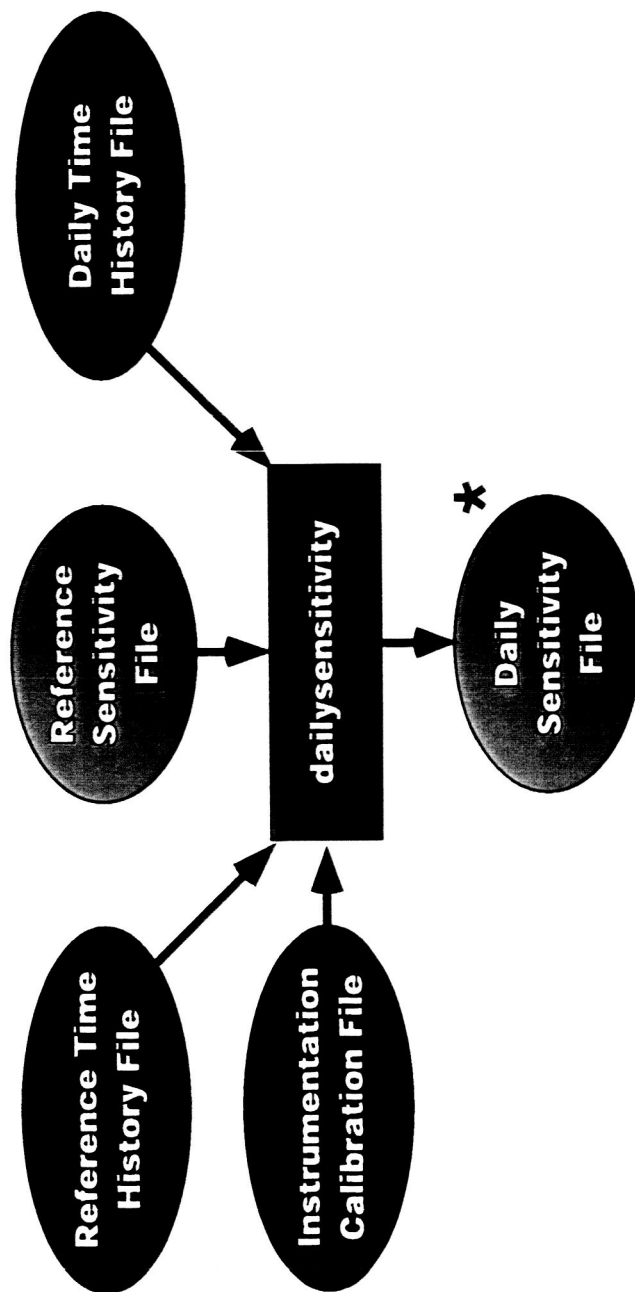 Reference Time
History File
Reference
Sensitivity
File
Daily Time
History File
Instrumentation
Calibration File
dailysensitivity
*
Daily
Sensitivity
File